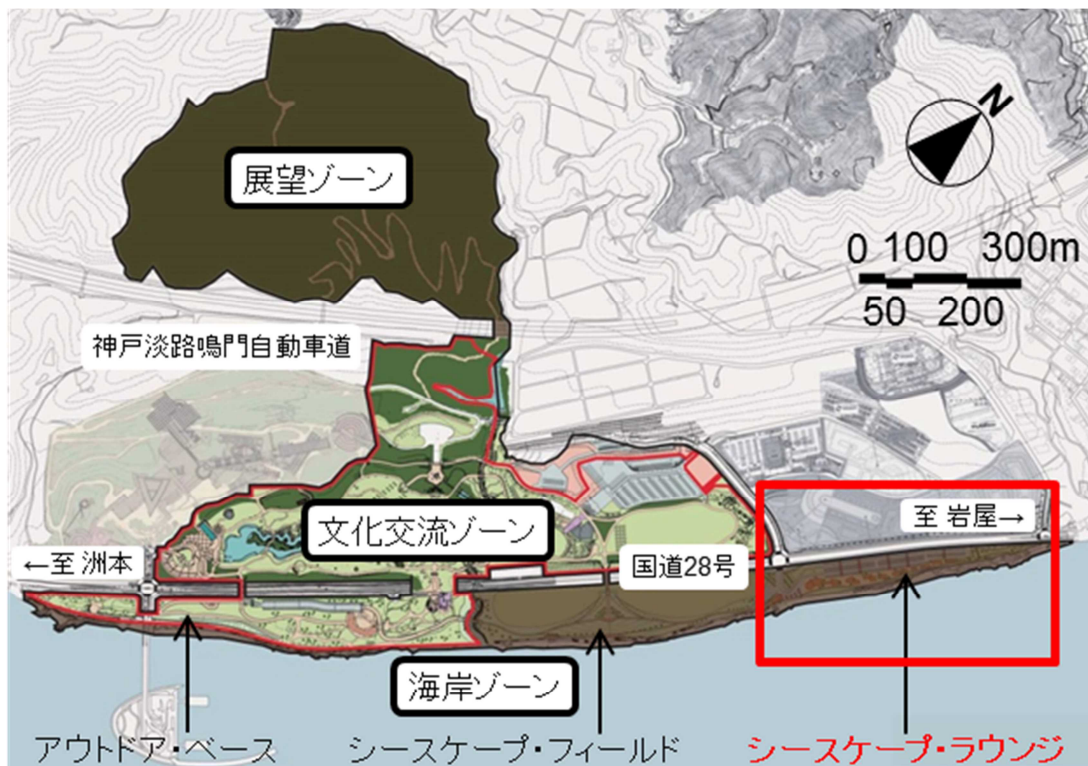 N
展望ゾーン
0 100 300m
50 200
神戸淡路鳴門自動車道
文化交流ゾーン
至 岩屋→
←至 洲本
国道28号
海岸ゾーン
アウトドア・ベース
シースケープ・フィールド
シースケープ・ラウンジ